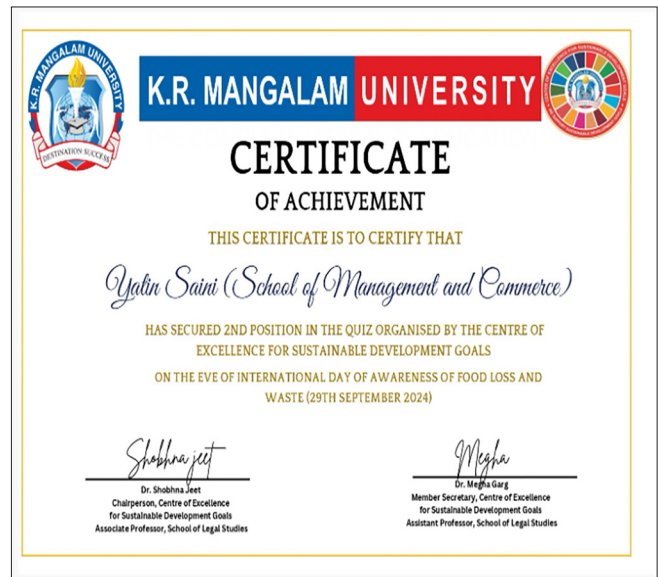 K.R. MANGALAM UNIVERSITY
DESTINATION SUCCESS
K.R. MANGALAM UNIVERSITY
CERTIFICATE
OF ACHIEVEMENT
THIS CERTIFICATE IS TO CERTIFY THAT
Yatin Saini (School of Management and Commerce)
HAS SECURED 2ND POSITION IN THE QUIZ ORGANISED BY THE CENTRE OF
EXCELLENCE FOR SUSTAINABLE DEVELOPMENT GOALS
ON THE EVE OF INTERNATIONAL DAY OF AWARENESS OF FOOD LOSS AND
WASTE (29TH SEPTEMBER 2024)
Shobhna jeet
Dr. Shobhna Jeet
Chairperson, Centre of Excellence
for Sustainable Development Goals
Associate Professor, School of Legal Studies
Megha
Dr. Megha Garg
Member Secretary, Centre of Excellence
for Sustainable Development Goals
Assistant Professor, School of Legal Studies